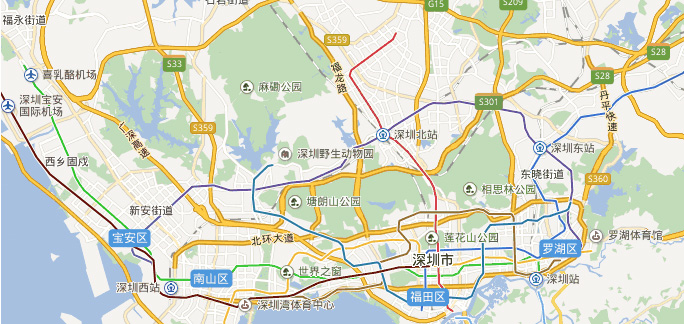 石岩街道
G15
S209
福永街道
S359
S28
S33
喜乳酪机场
福龙路
S28
麻磡公园
S301
丹平快速
深圳宝安
国际机场
广深高速
S359
深圳北站
深圳东站
西乡固戍
深圳野生动物园
东晓街道
S360
相思林公园
塘朗山公园
新安街道
宝安区
北环大道
莲花山公园
罗湖体育馆
罗湖区
深圳市
世界之窗
南山区
深圳站
深圳西站
福田区
深圳湾体育中心